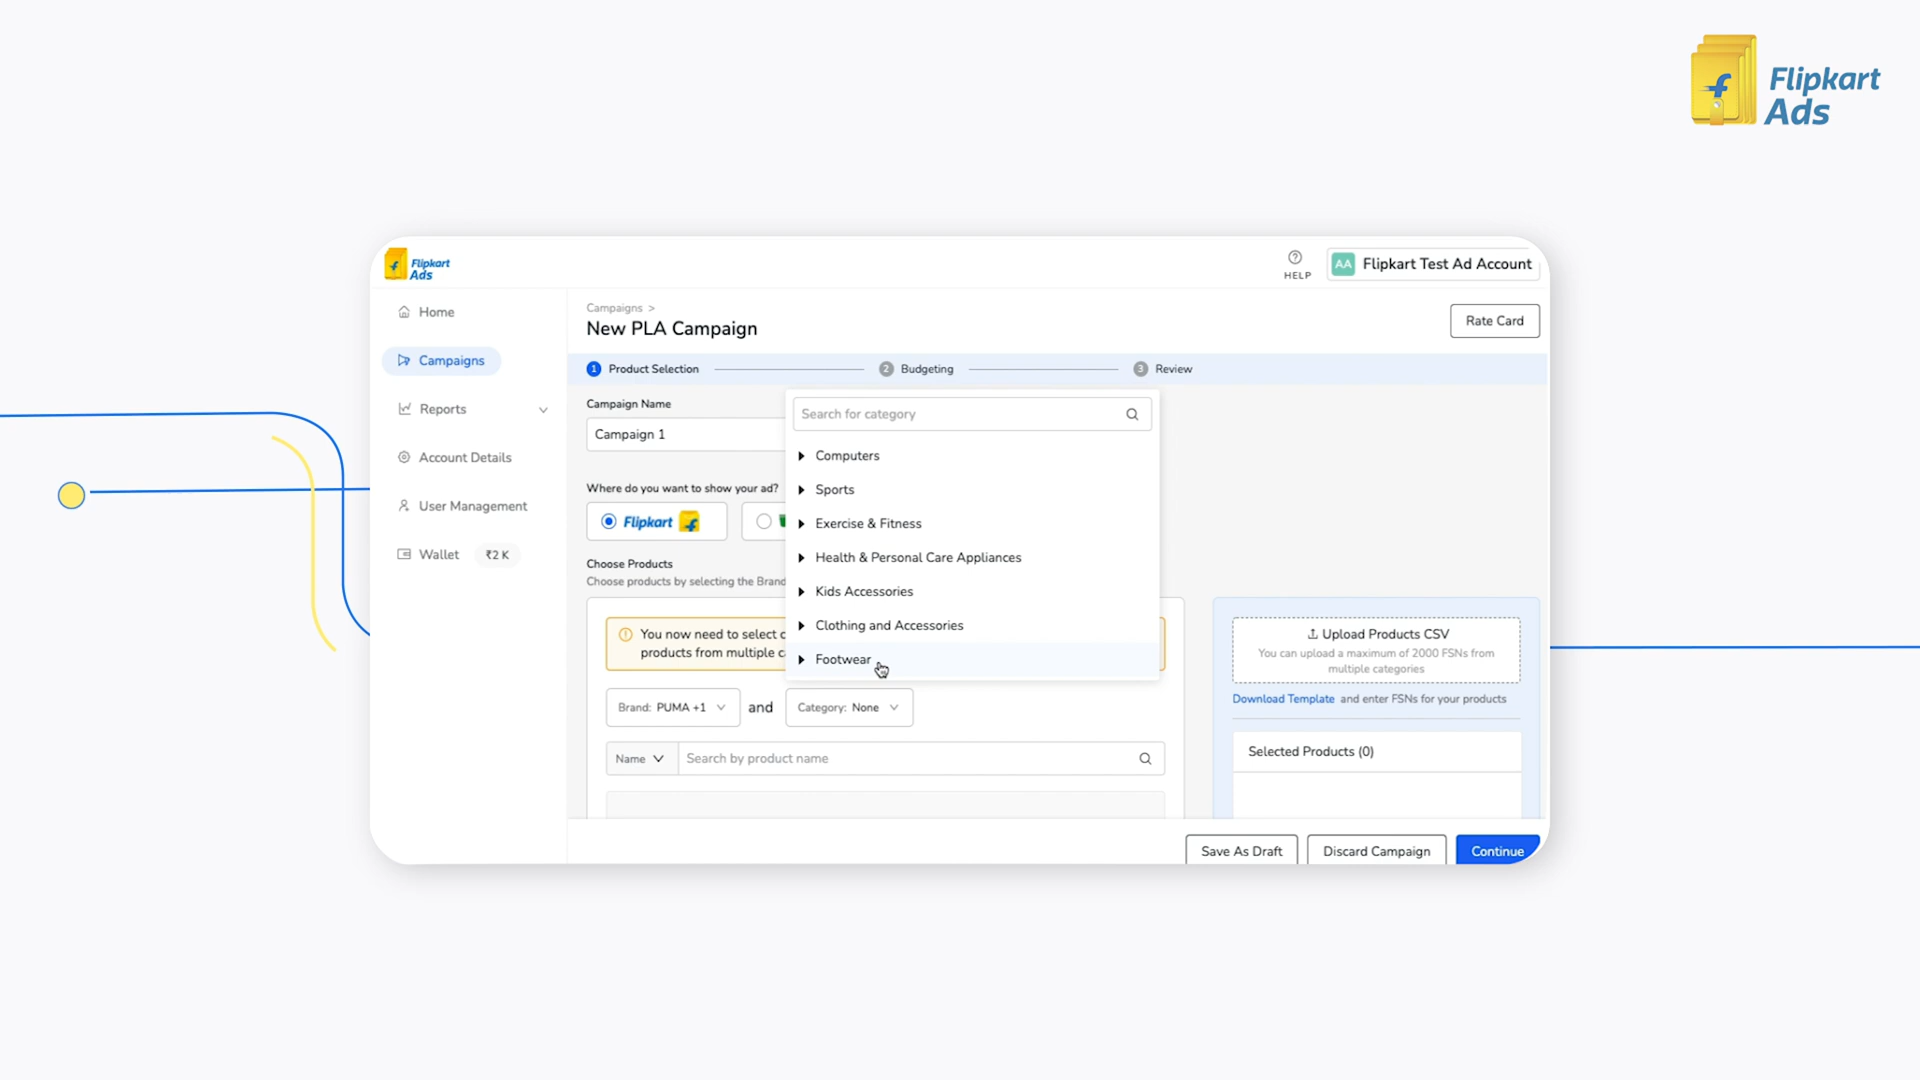 Flipkart
Ads
Flipkart
Ads
HELP
AA Flipkart Test Ad Account
Home
Campaigns
Reports
Account Details
User Management
Wallet ₹2 K
Campaigns >
New PLA Campaign
Rate Card
1 Product Selection 2 Budgeting 3 Review
Campaign Name
Campaign 1
Where do you want to show your ad?
Flipkart
Choose Products
Choose products by selecting the Brand
You now need to select
products from multiple
Search for category
Computers
Sports
Exercise & Fitness
Health & Personal Care Appliances
Kids Accessories
Clothing and Accessories
Footwear
Brand: PUMA +1 and Category: None
Name Search by product name
Upload Products CSV
You can upload a maximum of 2000 FSNs from
multiple categories
Download Template and enter FSNs for your products
Selected Products (0)
Save As Draft Discard Campaign Continue